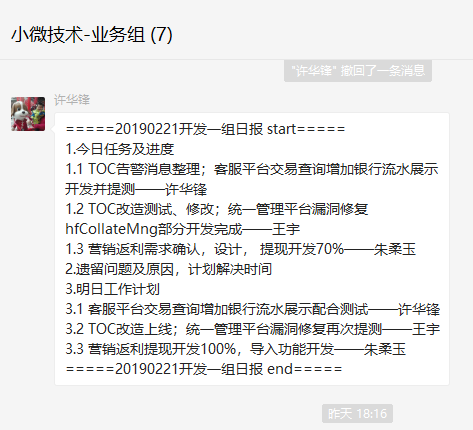 小微技术-业务组 (7)
"许华锋" 撤回了一条消息
许华锋
=====20190221开发一组日报 start=====
1.今日任务及进度
1.1 TOC告警消息整理；客服平台交易查询增加银行流水展示
开发并提测——许华锋
1.2 TOC改造测试、修改；统一管理平台漏洞修复
hfCollateMng部分开发完成——王宇
1.3 营销返利需求确认，设计， 提现开发70%——朱柔玉
2.遗留问题及原因，计划解决时间
3.明日工作计划
3.1 客服平台交易查询增加银行流水展示配合测试——许华锋
3.2 TOC改造上线；统一管理平台漏洞修复再次提测——王宇
3.3 营销返利提现开发100%，导入功能开发——朱柔玉
=====20190221开发一组日报 end=====
昨天 18:16